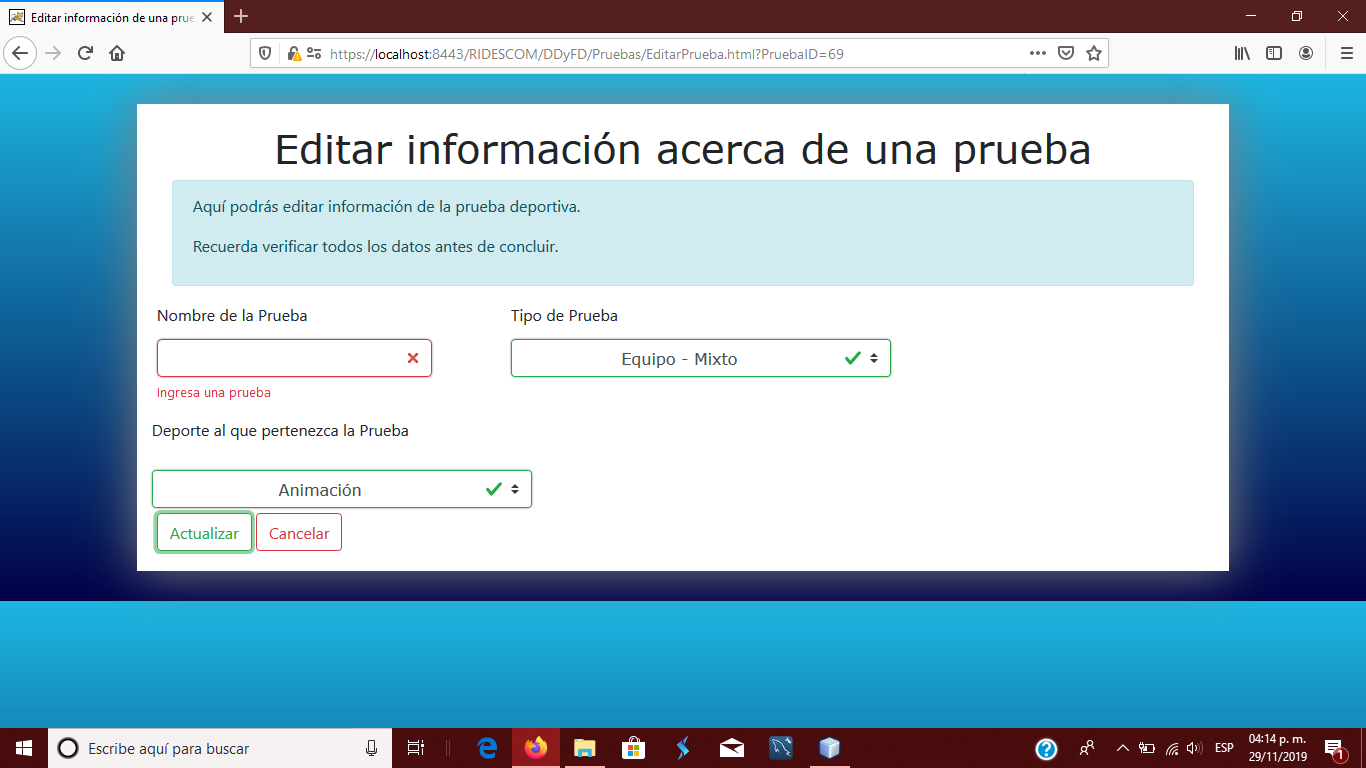 Editar información de una prue
https://localhost:8443/RIDESCOM/DDyFD/Pruebas/EditarPrueba.html?PruebaID=69
Editar información acerca de una prueba
Aquí podrás editar información de la prueba deportiva.
Recuerda verificar todos los datos antes de concluir.
Nombre de la Prueba
Tipo de Prueba
Equipo - Mixto
Ingresa una prueba
Deporte al que pertenezca la Prueba
Animación
Actualizar
Cancelar
Escribe aquí para buscar
ESP
04:14 p. m.
29/11/2019
1